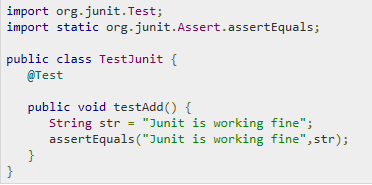 import org.junit.Test;
import static org.junit.Assert.assertEquals;
public class TestJunit {
@Test
public void testAdd() {
String str = "Junit is working fine";
assertEquals("Junit is working fine",str);
}
}